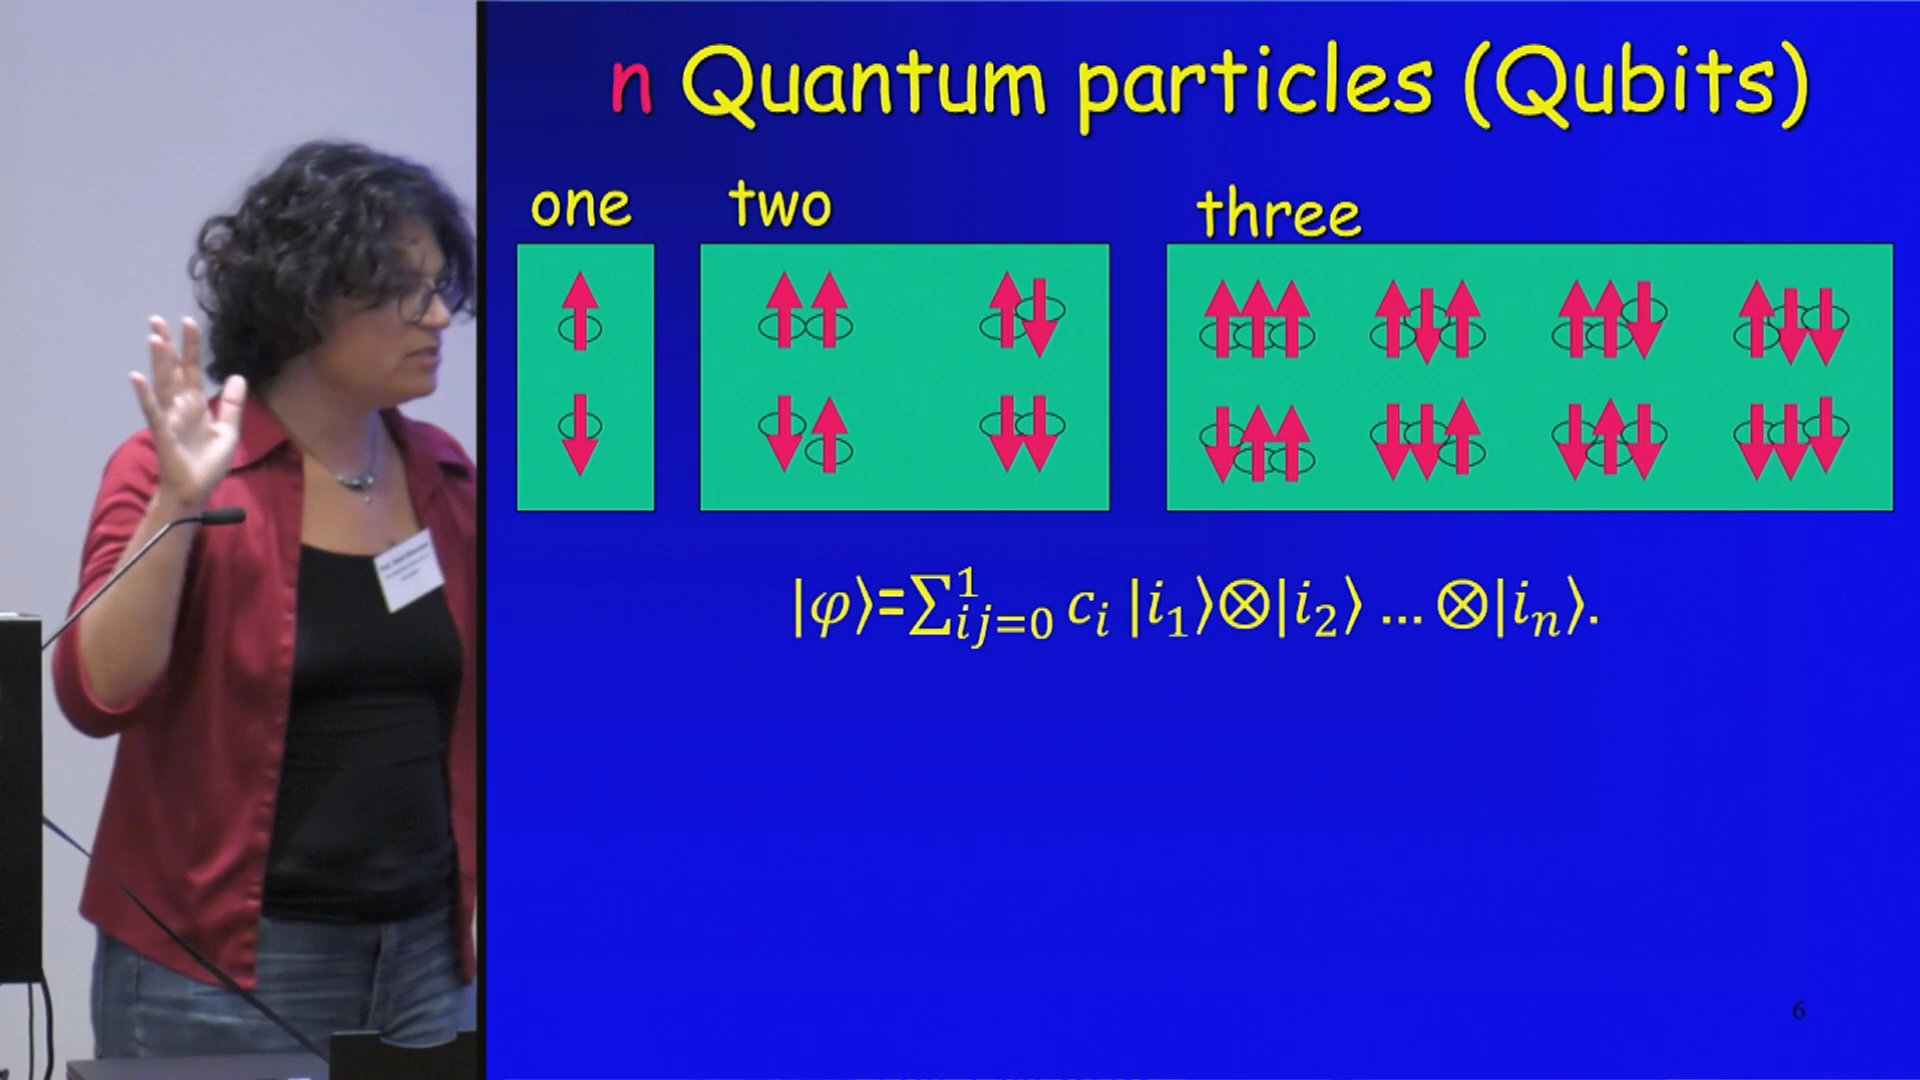 n Quantum particles (Qubits)
one two three
|φ⟩=∑¹ᵢⱼ₌₀ cᵢ |i₁⟩⊗|i₂⟩ ... ⊗|iₙ⟩.
6